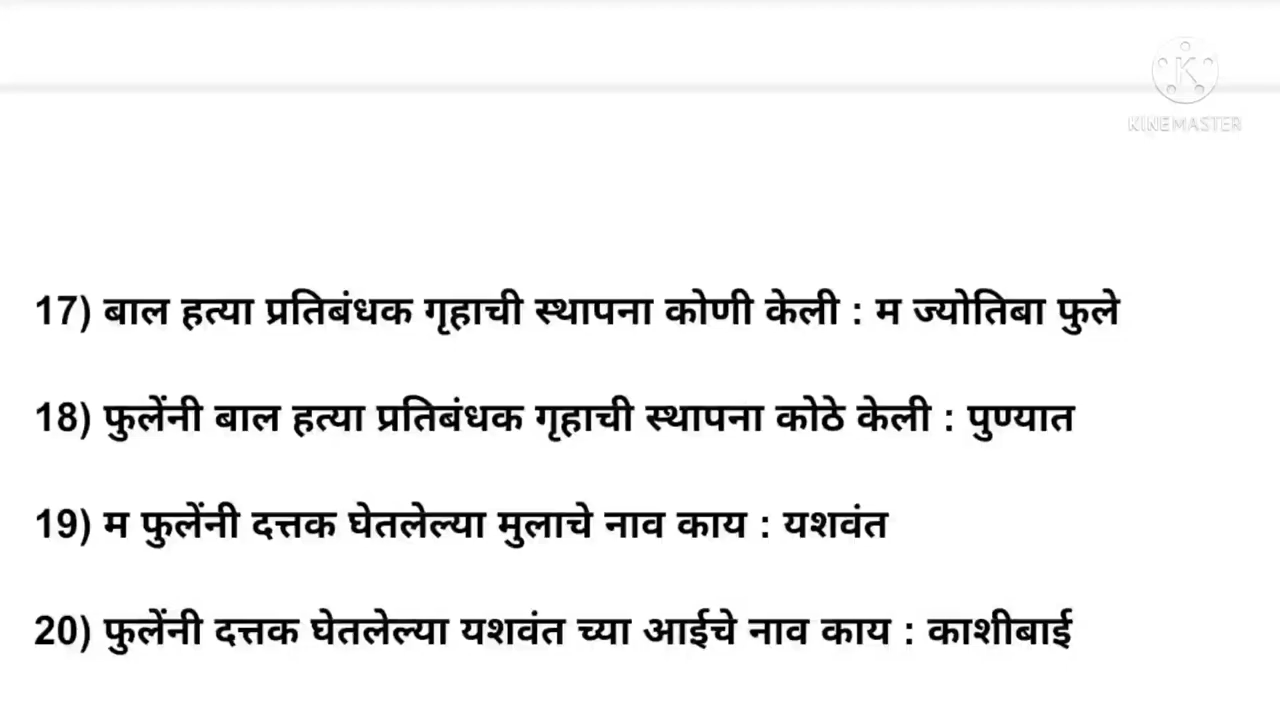 KINEMASTER
17) बाल हत्या प्रतिबंधक गृहाची स्थापना कोणी केली : म ज्योतिबा फुले
18) फुलेंनी बाल हत्या प्रतिबंधक गृहाची स्थापना कोठे केली : पुण्यात
19) म फुलेंनी दत्तक घेतलेल्या मुलाचे नाव काय : यशवंत
20) फुलेंनी दत्तक घेतलेल्या यशवंत च्या आईचे नाव काय : काशीबाई